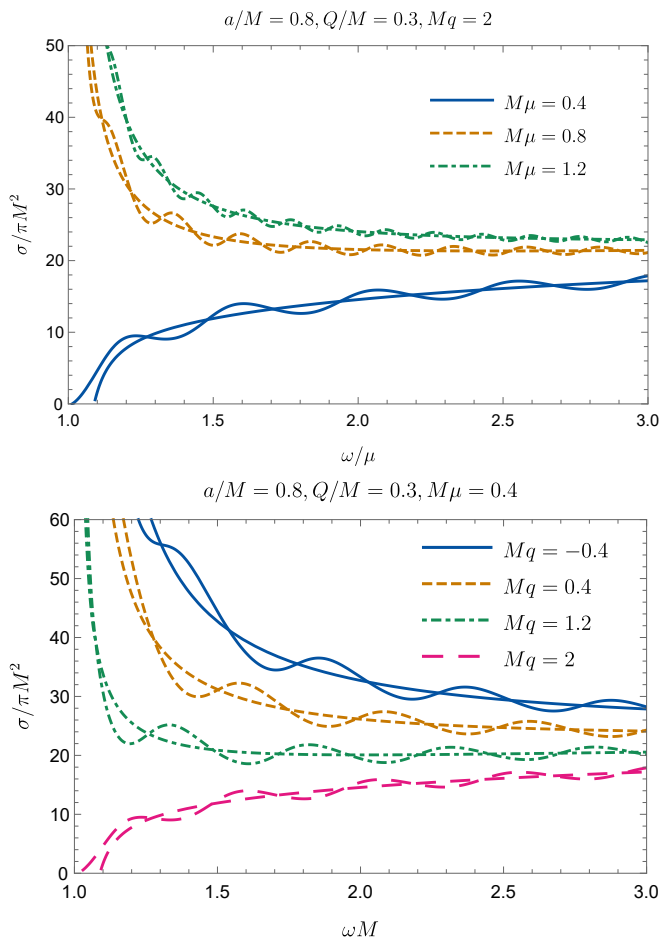 a/M = 0.8, Q/M = 0.3, Mq = 2
50
40
30
20
10
0
σ/πM²
Mμ = 0.4
Mμ = 0.8
Mμ = 1.2
1.0 1.5 2.0 2.5 3.0
ω/μ
a/M = 0.8, Q/M = 0.3, Mμ = 0.4
60
50
40
30
20
10
0
σ/πM²
Mq = −0.4
Mq = 0.4
Mq = 1.2
Mq = 2
1.0 1.5 2.0 2.5 3.0
ωM